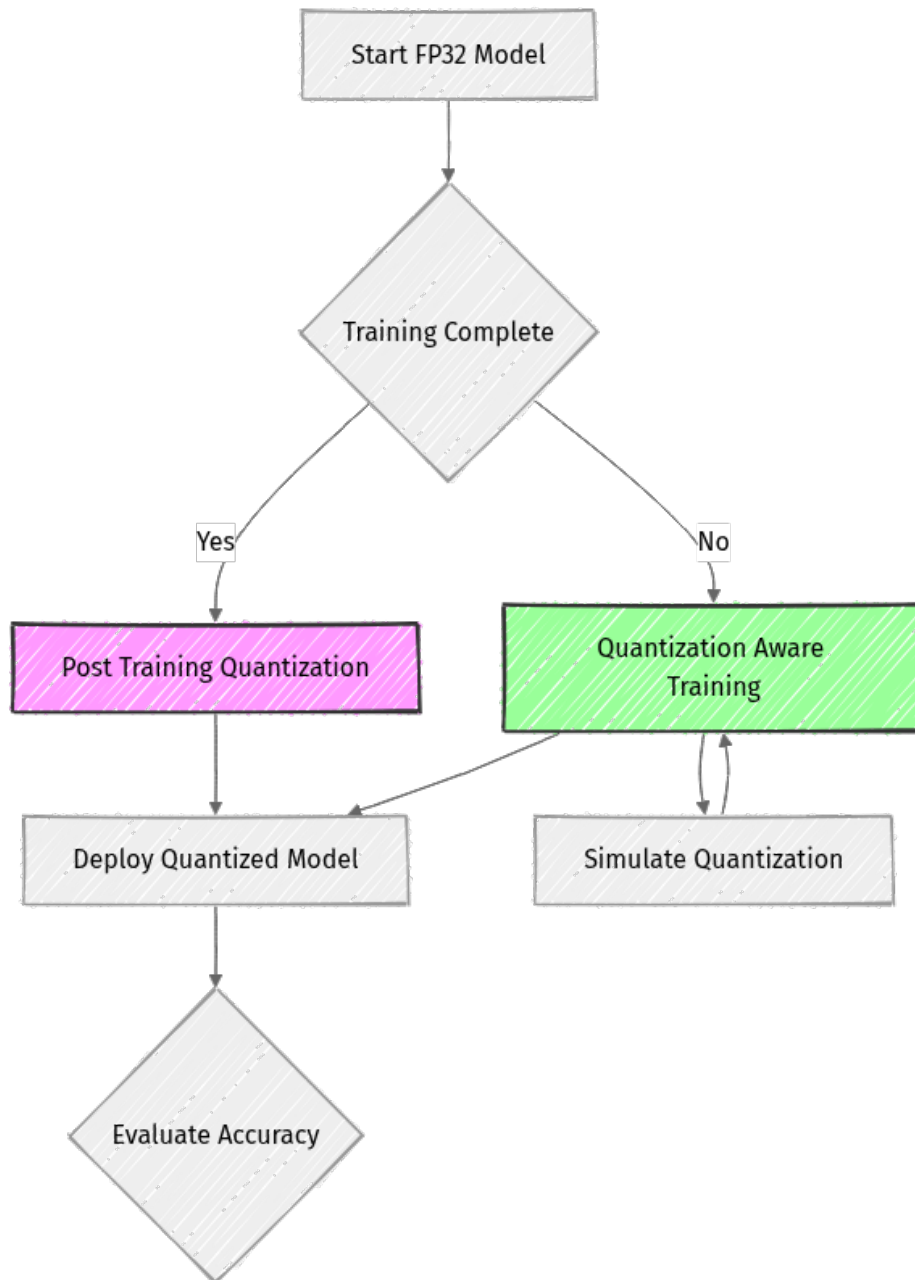 Start FP32 Model
Training Complete
Yes
No
Post Training Quantization
Quantization Aware
Training
Deploy Quantized Model
Simulate Quantization
Evaluate Accuracy